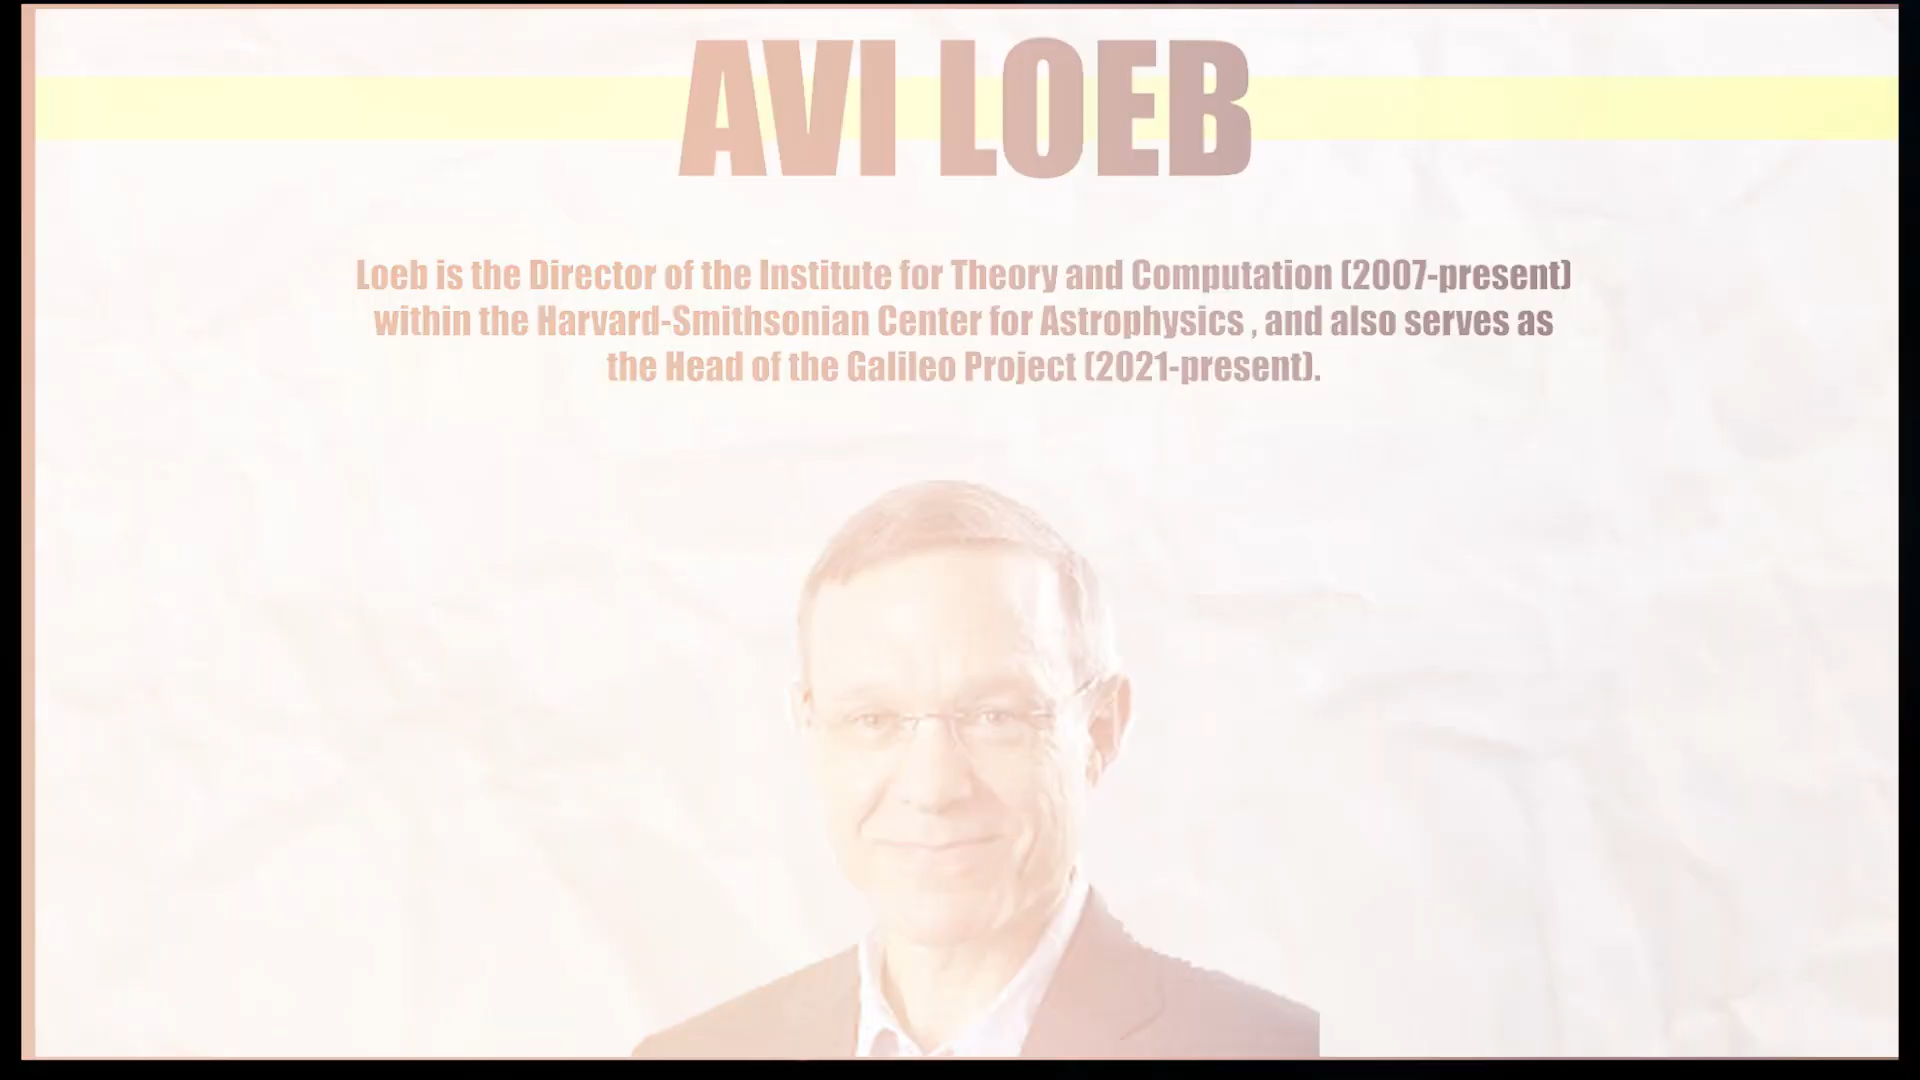 AVI LOEB
Loeb is the Director of the Institute for Theory and Computation (2007-present)
within the Harvard-Smithsonian Center for Astrophysics , and also serves as
the Head of the Galileo Project (2021-present).